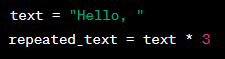 text = "Hello, "
repeated_text = text * 3